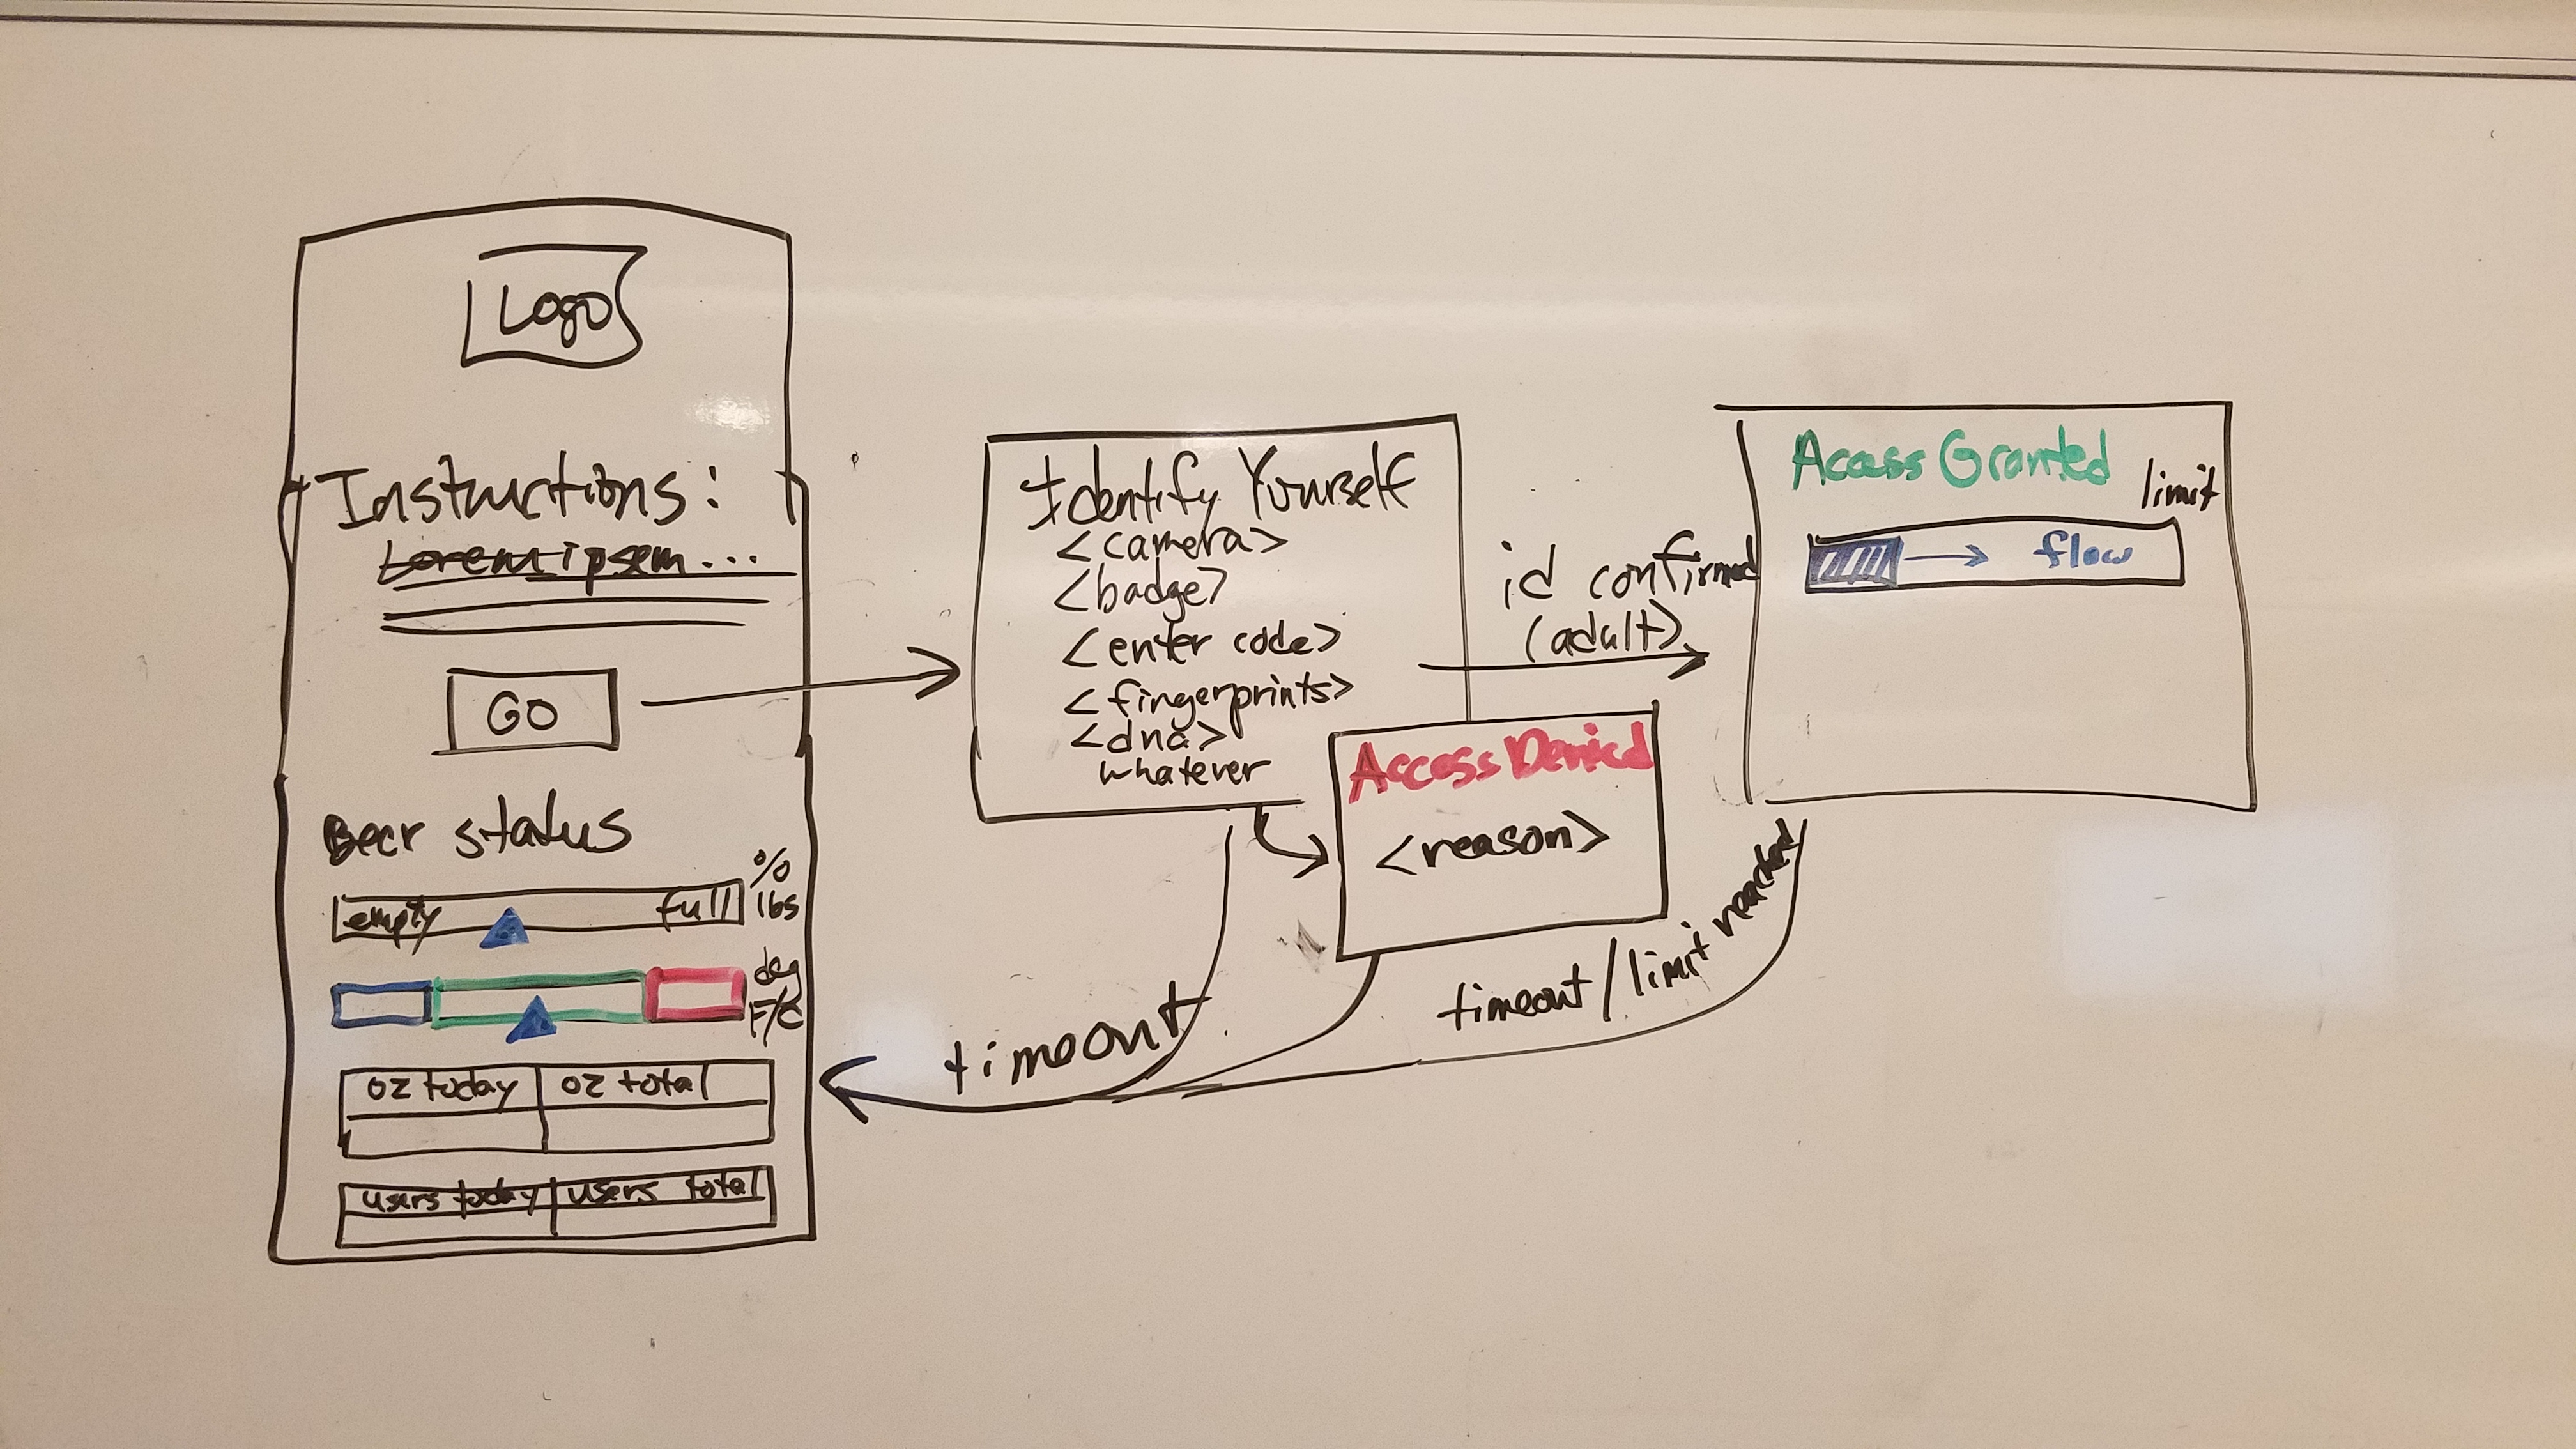 Logo
Instructions:
Lorem ipsem...
GO
Beer status
empty
full
%
lbs
deg
F/C
oz today
oz total
users today
users total
Identify Yourself
<camera>
<badge>
<enter code>
<fingerprints>
<dna>
whatever
id confirmed
(adult)
Access Denied
<reason>
Access Granted
limit
flow
timeout
timeout/limit reached